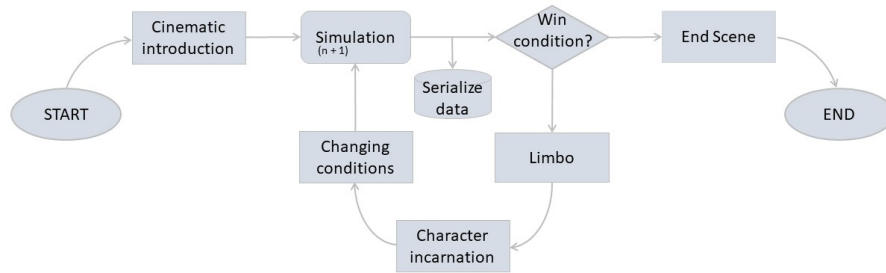 START
Cinematic
introduction
Simulation
(n + 1)
Serialize
data
Win
condition?
End Scene
END
Limbo
Character
incarnation
Changing
conditions